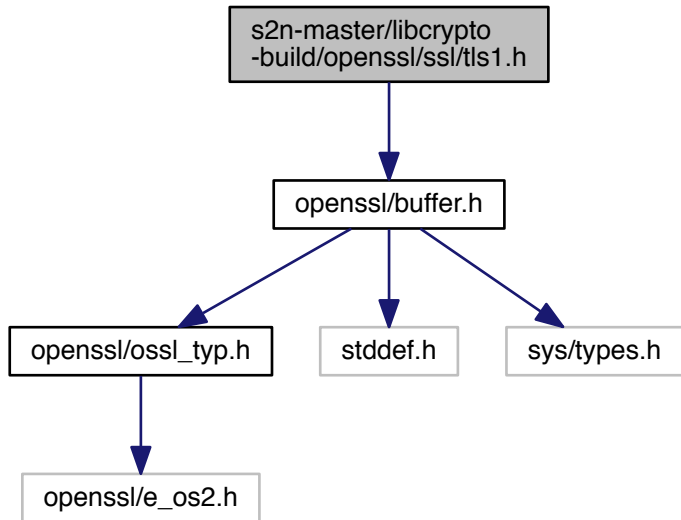 s2n-master/libcrypto
-build/openssl/ssl/tls1.h
openssl/buffer.h
openssl/ossl_typ.h
stddef.h
sys/types.h
openssl/e_os2.h